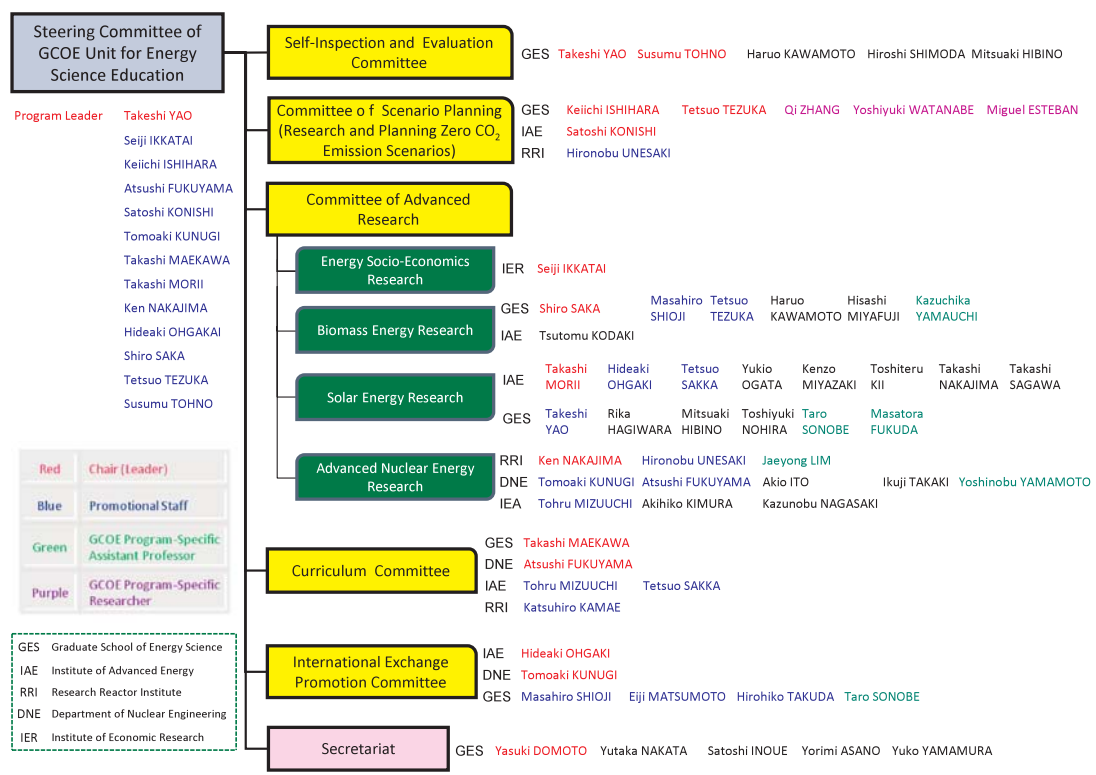 Steering Committee of
GCOE Unit for Energy
Science Education
Program Leader Takeshi YAO
Seiji IKKATAI
Keiichi ISHIHARA
Atsushi FUKUYAMA
Satoshi KONISHI
Tomoaki KUNUGI
Takashi MAEKAWA
Takashi MORII
Ken NAKAJIMA
Hideaki OHGAKAI
Shiro SAKA
Tetsuo TEZUKA
Susumu TOHNO
Red Chair (Leader)
Blue Promotional Staff
Green GCOE Program-Specific
Assistant Professor
Purple GCOE Program-Specific
Researcher
GES Graduate School of Energy Science
IAE Institute of Advanced Energy
RRI Research Reactor Institute
DNE Department of Nuclear Engineering
IER Institute of Economic Research
Self-Inspection and Evaluation
Committee
GES Takeshi YAO Susumu TOHNO Haruo KAWAMOTO Hiroshi SHIMODA Mitsuaki HIBINO
Committee o f Scenario Planning
(Research and Planning Zero CO2
Emission Scenarios)
GES Keiichi ISHIHARA Tetsuo TEZUKA Qi ZHANG Yoshiyuki WATANABE Miguel ESTEBAN
IAE Satoshi KONISHI
RRI Hironobu UNESAKI
Committee of Advanced
Research
Energy Socio-Economics
Research
IER Seiji IKKATAI
Biomass Energy Research
GES Shiro SAKA Masahiro Tetsuo Haruo Hisashi Kazuchika
SHIOJI TEZUKA KAWAMOTO MIYAFUJI YAMAUCHI
IAE Tsutomu KODAKI
Solar Energy Research
IAE Takashi Hideaki Tetsuo Yukio Kenzo Toshiteru Takashi Takashi
MORII OHGAKI SAKKA OGATA MIYAZAKI KII NAKAJIMA SAGAWA
GES Takeshi Rika Mitsuaki Toshiyuki Taro Masatora
YAO HAGIWARA HIBINO NOHIRA SONOBE FUKUDA
Advanced Nuclear Energy
Research
RRI Ken NAKAJIMA Hironobu UNESAKI Jaeyong LIM
DNE Tomoaki KUNUGI Atsushi FUKUYAMA Akio ITO Ikuji TAKAKI Yoshinobu YAMAMOTO
IEA Tohru MIZUUCHI Akihiko KIMURA Kazunobu NAGASAKI
Curriculum Committee
GES Takashi MAEKAWA
DNE Atsushi FUKUYAMA
IAE Tohru MIZUUCHI Tetsuo SAKKA
RRI Katsuhiro KAMAE
International Exchange
Promotion Committee
IAE Hideaki OHGAKI
DNE Tomoaki KUNUGI
GES Masahiro SHIOJI Eiji MATSUMOTO Hirohiko TAKUDA Taro SONOBE
Secretariat
GES Yasuki DOMOTO Yutaka NAKATA Satoshi INOUE Yorimi ASANO Yuko YAMAMURA